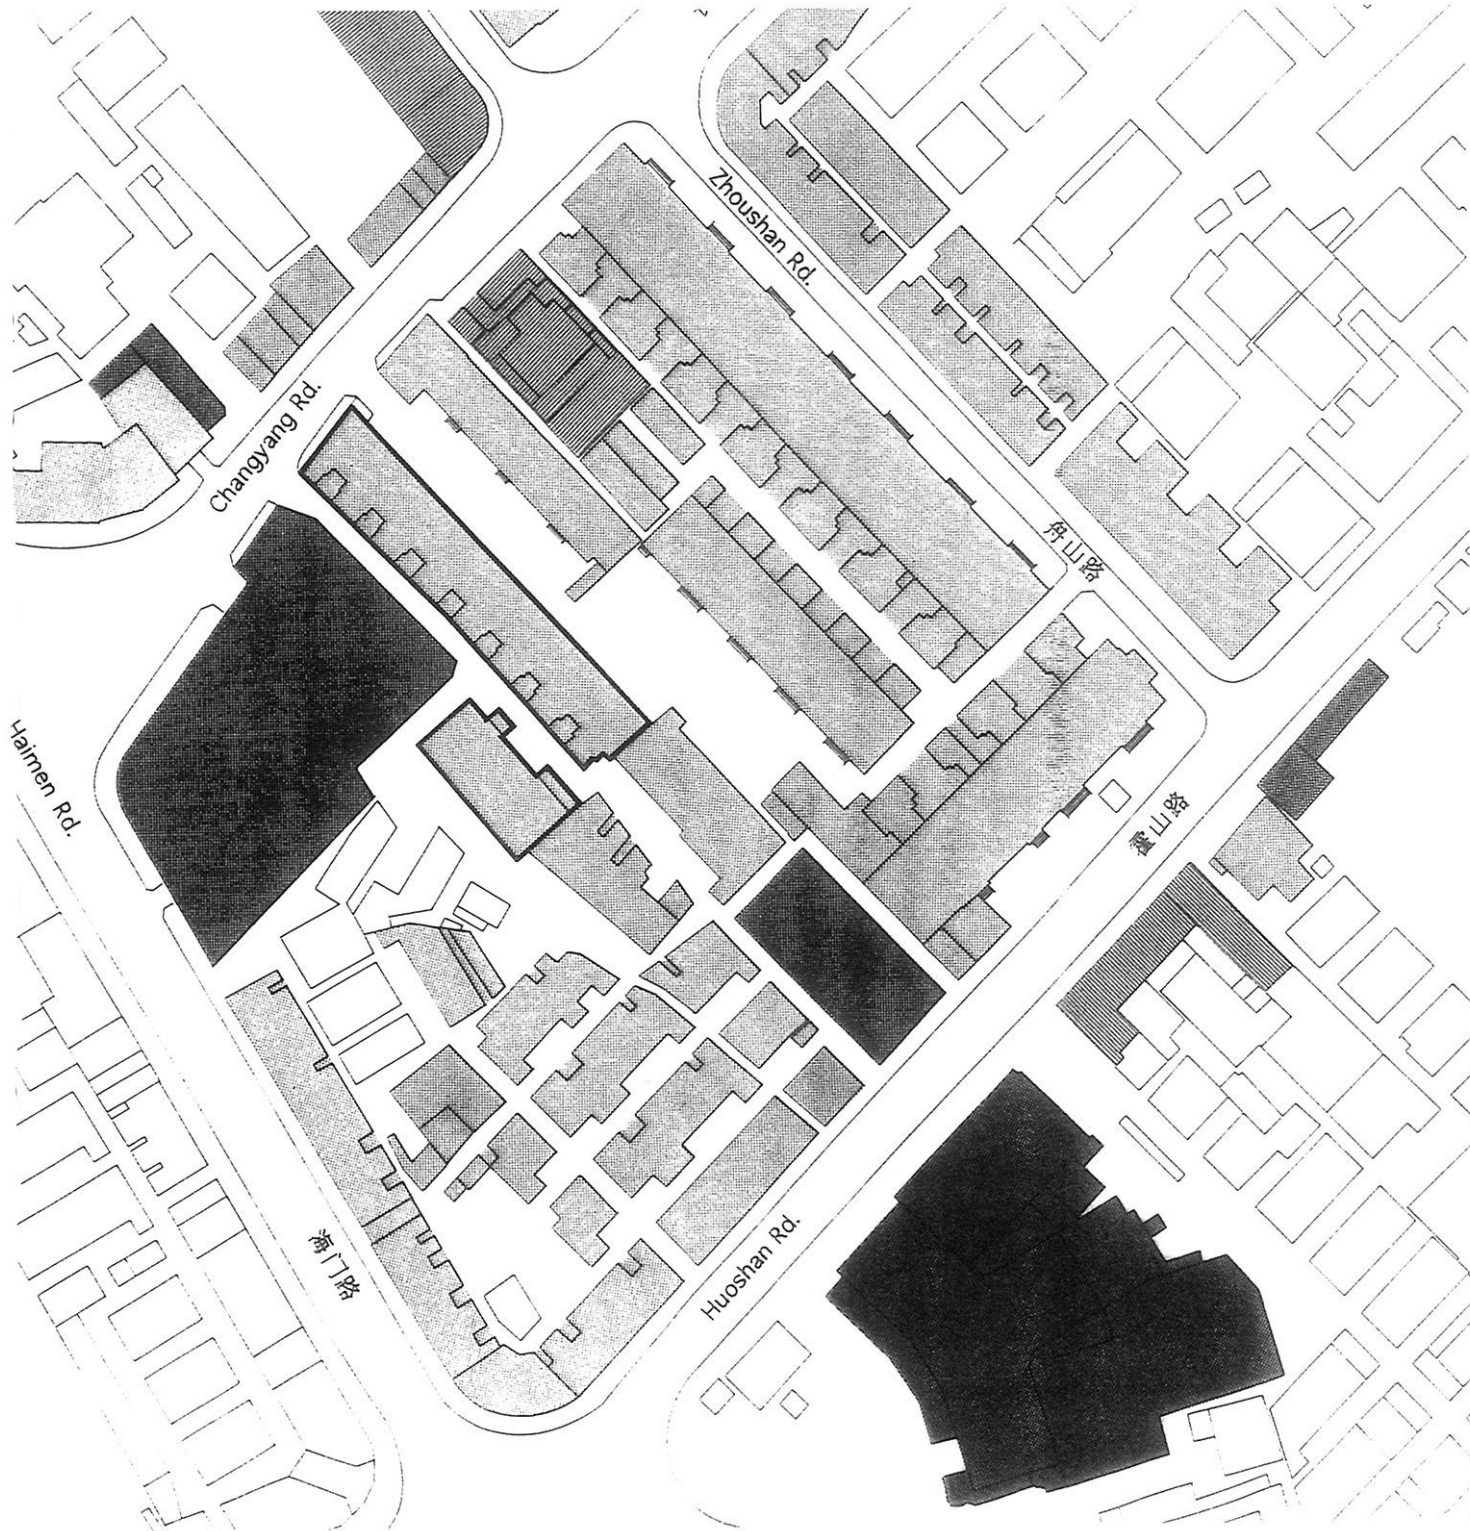 Zhoushan Rd.
Changyang Rd.
舟山路
Haimen Rd.
霍山路
海门路
Huoshan Rd.